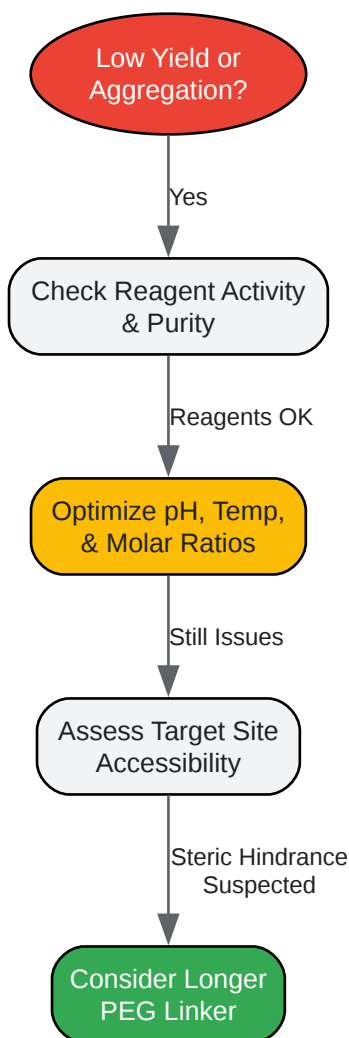 Low Yield or
Aggregation?
Yes
Check Reagent Activity
& Purity
Reagents OK
Optimize pH, Temp,
& Molar Ratios
Still Issues
Assess Target Site
Accessibility
Steric Hindrance
Suspected
Consider Longer
PEG Linker